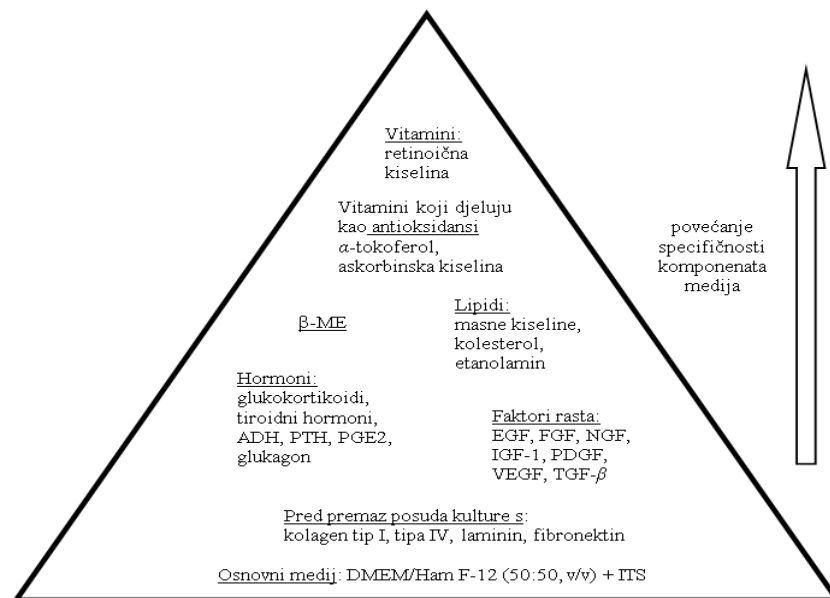 Vitamini:
retinoična
kiselina
Vitamini koji djeluju
kao antioksidansi
α-tokoferol,
askorbinska kiselina
povećanje
specifičnosti
komponenata
medija
β-ME
Lipidi:
masne kiseline,
kolesterol,
etanolamin
Hormoni:
glukokortikoidi,
tiroidni hormoni,
ADH, PTH, PGE2,
glukagon
Faktori rasta:
EGF, FGF, NGF,
IGF-1, PDGF,
VEGF, TGF-β
Pred premaz posuda kulture s:
kolagen tip I, tipa IV, laminin, fibronektin
Osnovni medij: DMEM/Ham F-12 (50:50, v/v) + ITS